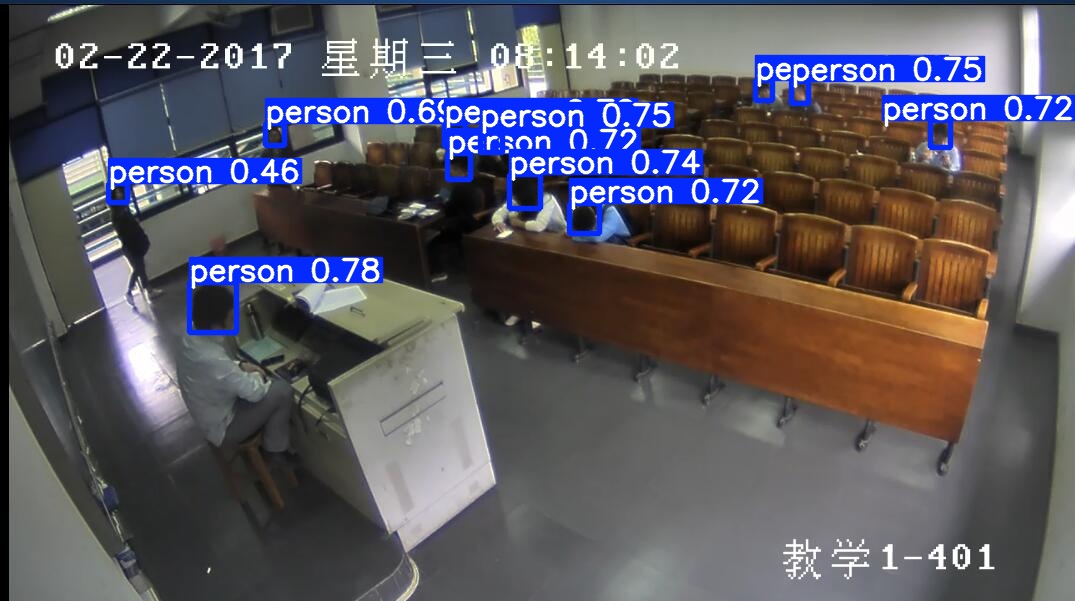 02-22-2017 星期三 08:14:02
person 0.75
person 0.72
person 0.75
person 0.72
person 0.74
person 0.46
person 0.72
person 0.78
教学1-401